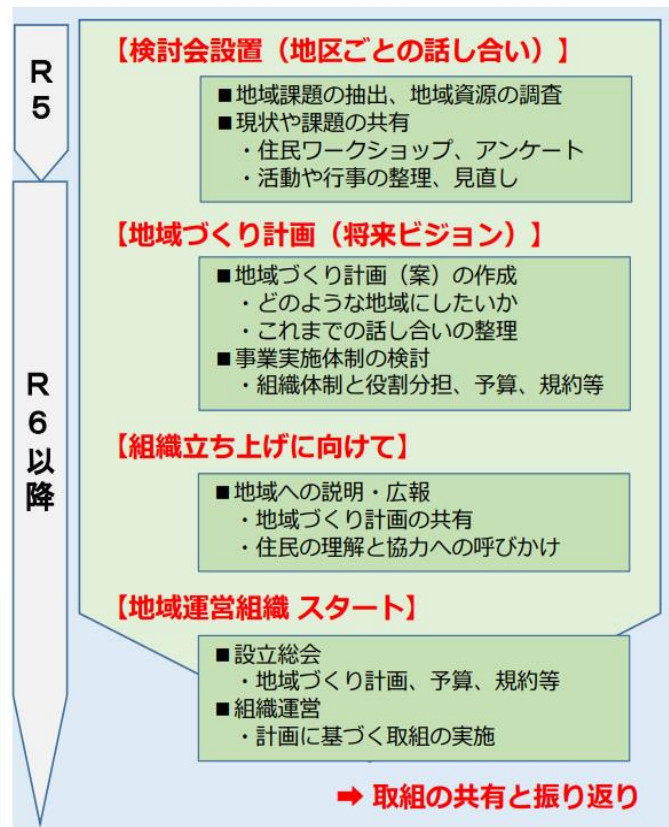 R5
【検討会設置（地区ごとの話し合い）】
■地域課題の抽出、地域資源の調査
■現状や課題の共有
・住民ワークショップ、アンケート
・活動や行事の整理、見直し
R6以降
【地域づくり計画（将来ビジョン）】
■地域づくり計画（案）の作成
・どのような地域にしたいか
・これまでの話し合いの整理
■事業実施体制の検討
・組織体制と役割分担、予算、規約等
【組織立ち上げに向けて】
■地域への説明・広報
・地域づくり計画の共有
・住民の理解と協力への呼びかけ
【地域運営組織 スタート】
■設立総会
・地域づくり計画、予算、規約等
■組織運営
・計画に基づく取組の実施
➡ 取組の共有と振り返り